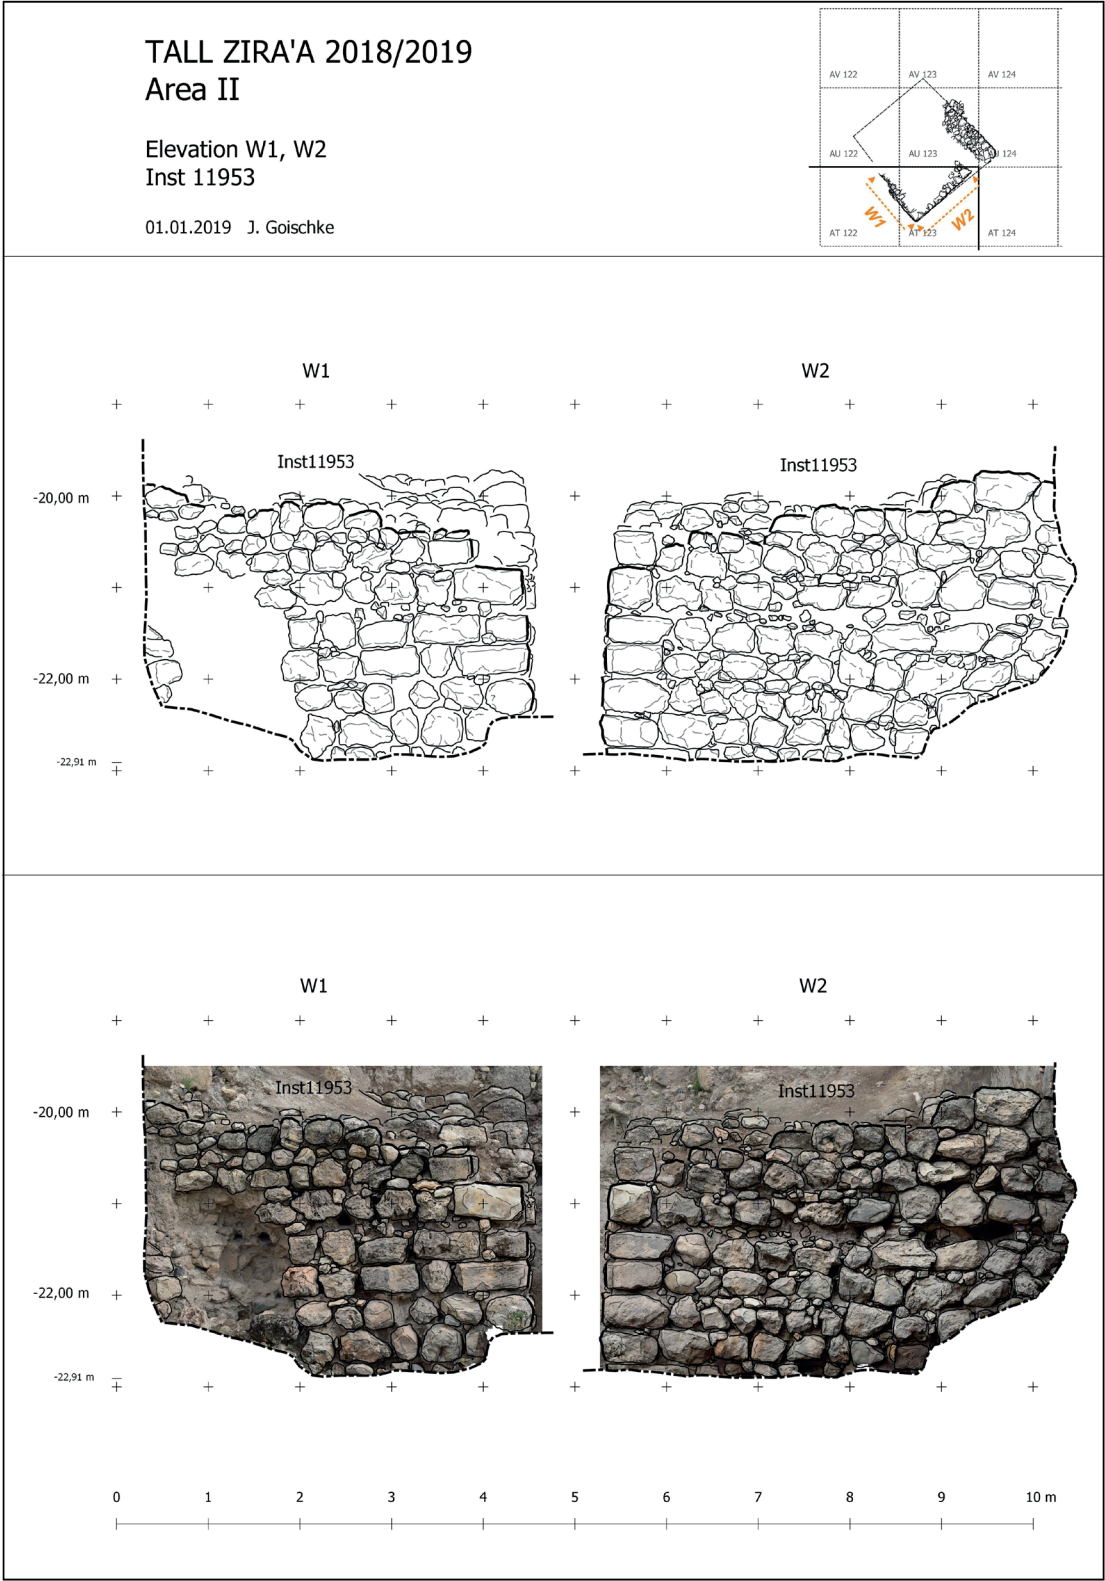 TALL ZIRA'A 2018/2019
Area II
Elevation W1, W2
Inst 11953
01.01.2019 J. Goischke
AV 122 AV 123 AV 124
AU 122 AU 123 AU 124
W1 W2
AT 122 AT 123 AT 124
W1 W2
Inst11953 Inst11953
-20,00 m
-22,00 m
-22,91 m
W1 W2
Inst11953 Inst11953
-20,00 m
-22,00 m
-22,91 m
0 1 2 3 4 5 6 7 8 9 10 m